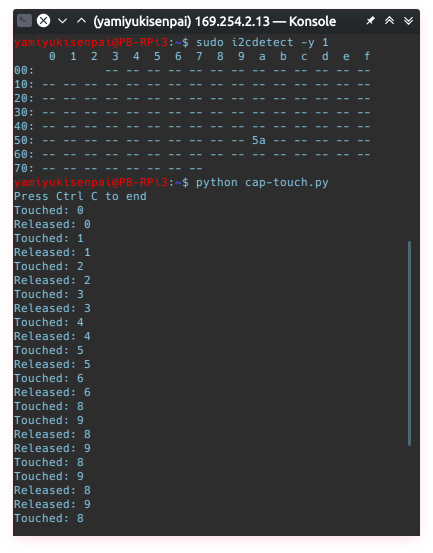 (yamiyukisenpai) 169.254.2.13 — Konsole
yamiyukisenpai@PB-RPi3:~$ sudo i2cdetect -y 1
     0  1  2  3  4  5  6  7  8  9  a  b  c  d  e  f
00:          -- -- -- -- -- -- -- -- -- -- -- -- --
10: -- -- -- -- -- -- -- -- -- -- -- -- -- -- -- --
20: -- -- -- -- -- -- -- -- -- -- -- -- -- -- -- --
30: -- -- -- -- -- -- -- -- -- -- -- -- -- -- -- --
40: -- -- -- -- -- -- -- -- -- -- -- -- -- -- -- --
50: -- -- -- -- -- -- -- -- -- -- 5a -- -- -- -- --
60: -- -- -- -- -- -- -- -- -- -- -- -- -- -- -- --
70: -- -- -- -- -- -- -- --
yamiyukisenpai@PB-RPi3:~$ python cap-touch.py
Press Ctrl C to end
Touched: 0
Released: 0
Touched: 1
Released: 1
Touched: 2
Released: 2
Touched: 3
Released: 3
Touched: 4
Released: 4
Touched: 5
Released: 5
Touched: 6
Released: 6
Touched: 8
Touched: 9
Released: 8
Released: 9
Touched: 8
Touched: 9
Released: 8
Released: 9
Touched: 8